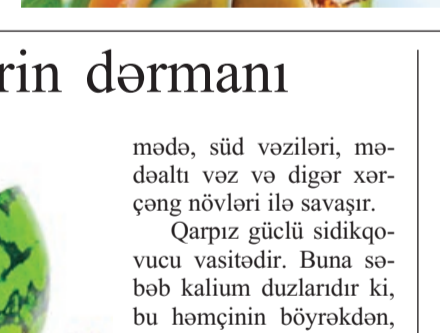 rin dərmanı
mədə, süd vəziləri, mə-
dəaltı vəz və digər xər-
çəng növləri ilə savaşır.
Qarpız güclü sidikqo-
vucu vasitədir. Buna sə-
bəb kalium duzlarıdır ki,
bu həmçinin böyrəkdən,